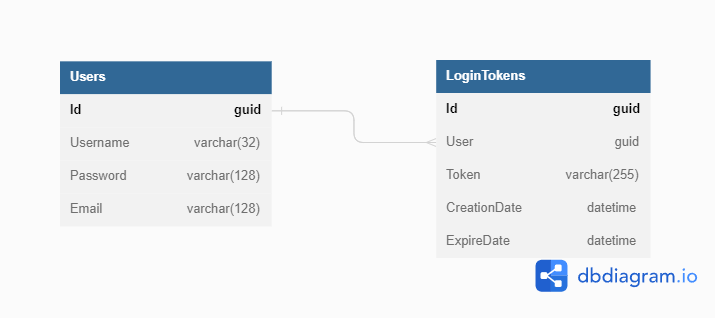 Users
Id guid
Username varchar(32)
Password varchar(128)
Email varchar(128)
LoginTokens
Id guid
User guid
Token varchar(255)
CreationDate datetime
ExpireDate datetime
dbdiagram.io